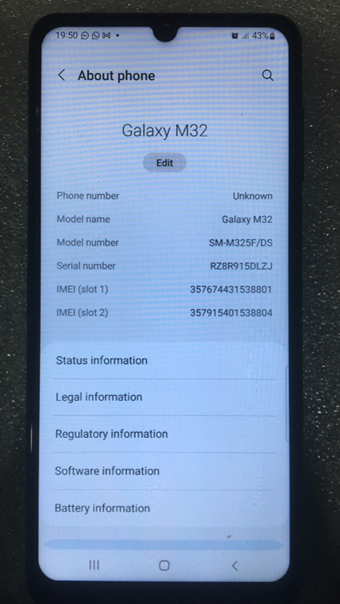 19:50 43%
About phone
Galaxy M32
Edit
Phone number Unknown
Model name Galaxy M32
Model number SM-M325F/DS
Serial number RZ8R915DLZJ
IMEI (slot 1) 357674431538801
IMEI (slot 2) 357915401538804
Status information
Legal information
Regulatory information
Software information
Battery information